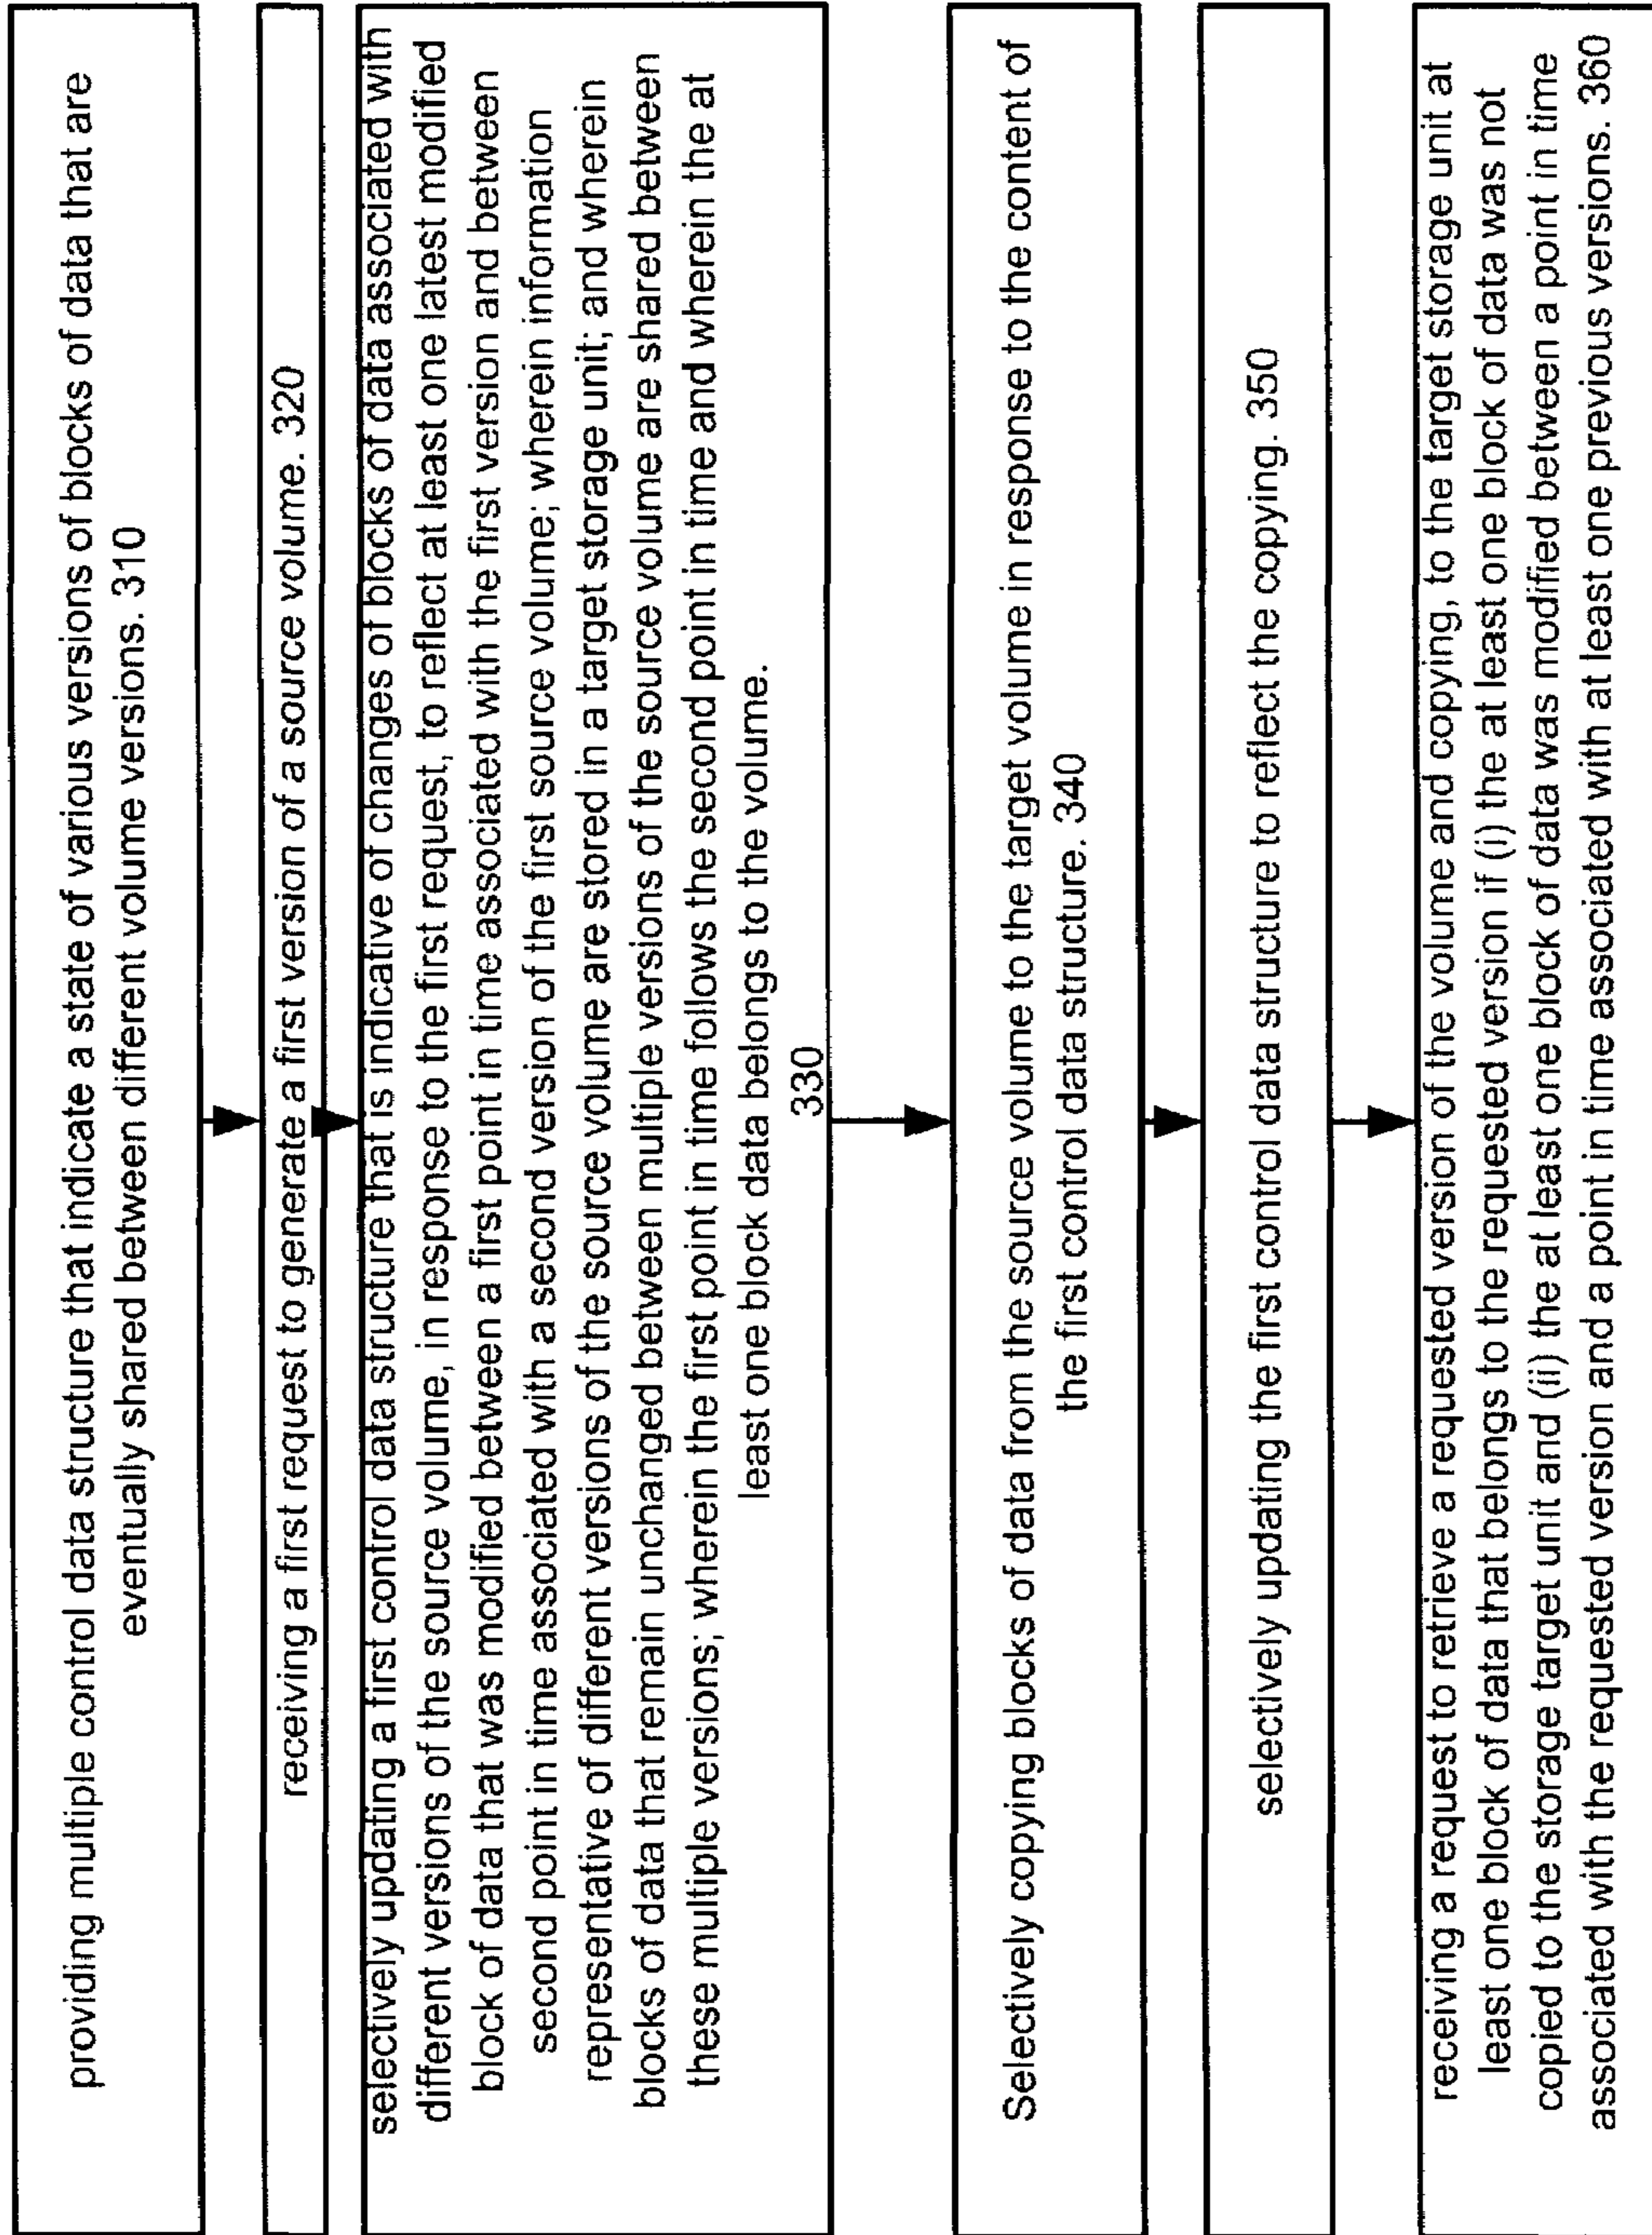 providing multiple control data structure that indicate a state of various versions of blocks of data that are
eventually shared between different volume versions. 310
receiving a first request to generate a first version of a source volume. 320
selectively updating a first control data structure that is indicative of changes of blocks of data associated with
different versions of the source volume, in response to the first request, to reflect at least one latest modified
block of data that was modified between a first point in time associated with the first version and between
second point in time associated with a second version of the first source volume; wherein information
representative of different versions of the source volume are stored in a target storage unit; and wherein
blocks of data that remain unchanged between multiple versions of the source volume are shared between
these multiple versions; wherein the first point in time follows the second point in time and wherein the at
least one block data belongs to the volume.
330
Selectively copying blocks of data from the source volume to the target volume in response to the content of
the first control data structure. 340
selectively updating the first control data structure to reflect the copying. 350
receiving a request to retrieve a requested version of the volume and copying, to the target storage unit at
least one block of data that belongs to the requested version if (i) the at least one block of data was not
copied to the storage target unit and (ii) the at least one block of data was modified between a point in time
associated with the requested version and a point in time associated with at least one previous versions. 360